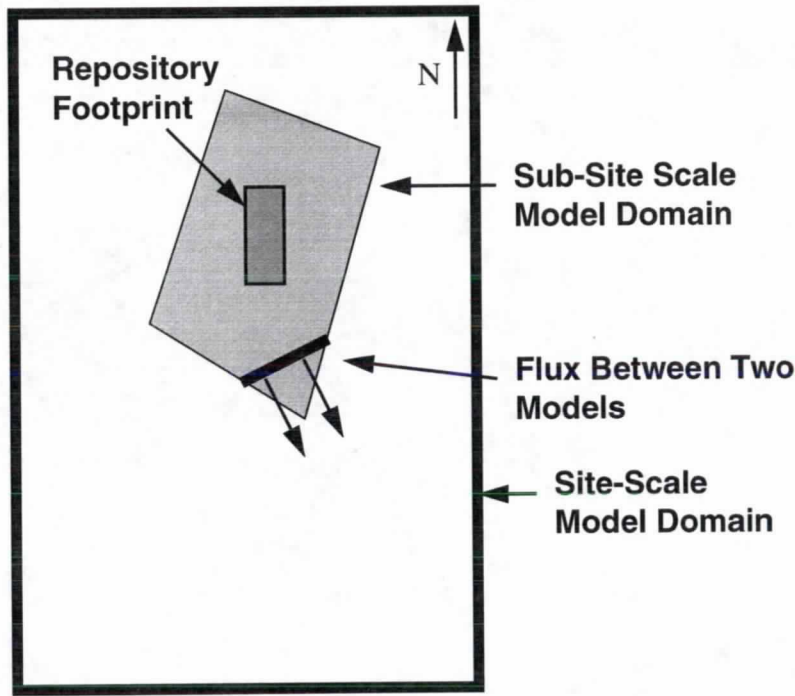 N
Repository
Footprint
Sub-Site Scale
Model Domain
Flux Between Two
Models
Site-Scale
Model Domain